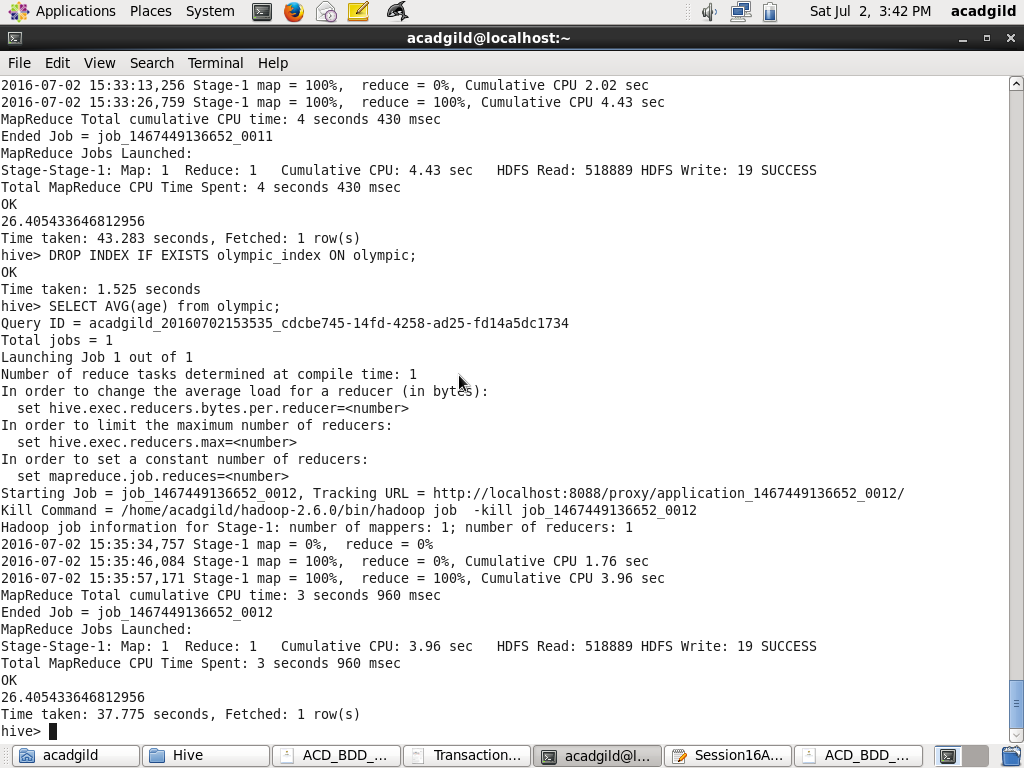 Applications Places System Sat Jul 2, 3:42 PM acadgild
acadgild@localhost:~
File Edit View Search Terminal Help
2016-07-02 15:33:13,256 Stage-1 map = 100%,  reduce = 0%, Cumulative CPU 2.02 sec
2016-07-02 15:33:26,759 Stage-1 map = 100%,  reduce = 100%, Cumulative CPU 4.43 sec
MapReduce Total cumulative CPU time: 4 seconds 430 msec
Ended Job = job_1467449136652_0011
MapReduce Jobs Launched:
Stage-Stage-1: Map: 1  Reduce: 1   Cumulative CPU: 4.43 sec   HDFS Read: 518889 HDFS Write: 19 SUCCESS
Total MapReduce CPU Time Spent: 4 seconds 430 msec
OK
26.405433646812956
Time taken: 43.283 seconds, Fetched: 1 row(s)
hive> DROP INDEX IF EXISTS olympic_index ON olympic;
OK
Time taken: 1.525 seconds
hive> SELECT AVG(age) from olympic;
Query ID = acadgild_20160702153535_cdcbe745-14fd-4258-ad25-fd14a5dc1734
Total jobs = 1
Launching Job 1 out of 1
Number of reduce tasks determined at compile time: 1
In order to change the average load for a reducer (in bytes):
  set hive.exec.reducers.bytes.per.reducer=<number>
In order to limit the maximum number of reducers:
  set hive.exec.reducers.max=<number>
In order to set a constant number of reducers:
  set mapreduce.job.reduces=<number>
Starting Job = job_1467449136652_0012, Tracking URL = http://localhost:8088/proxy/application_1467449136652_0012/
Kill Command = /home/acadgild/hadoop-2.6.0/bin/hadoop job  -kill job_1467449136652_0012
Hadoop job information for Stage-1: number of mappers: 1; number of reducers: 1
2016-07-02 15:35:34,757 Stage-1 map = 0%,  reduce = 0%
2016-07-02 15:35:46,084 Stage-1 map = 100%,  reduce = 0%, Cumulative CPU 1.76 sec
2016-07-02 15:35:57,171 Stage-1 map = 100%,  reduce = 100%, Cumulative CPU 3.96 sec
MapReduce Total cumulative CPU time: 3 seconds 960 msec
Ended Job = job_1467449136652_0012
MapReduce Jobs Launched:
Stage-Stage-1: Map: 1  Reduce: 1   Cumulative CPU: 3.96 sec   HDFS Read: 518889 HDFS Write: 19 SUCCESS
Total MapReduce CPU Time Spent: 3 seconds 960 msec
OK
26.405433646812956
Time taken: 37.775 seconds, Fetched: 1 row(s)
hive>
acadgild Hive ACD_BDD_... Transaction... acadgild@l... Session16A... ACD_BDD_...